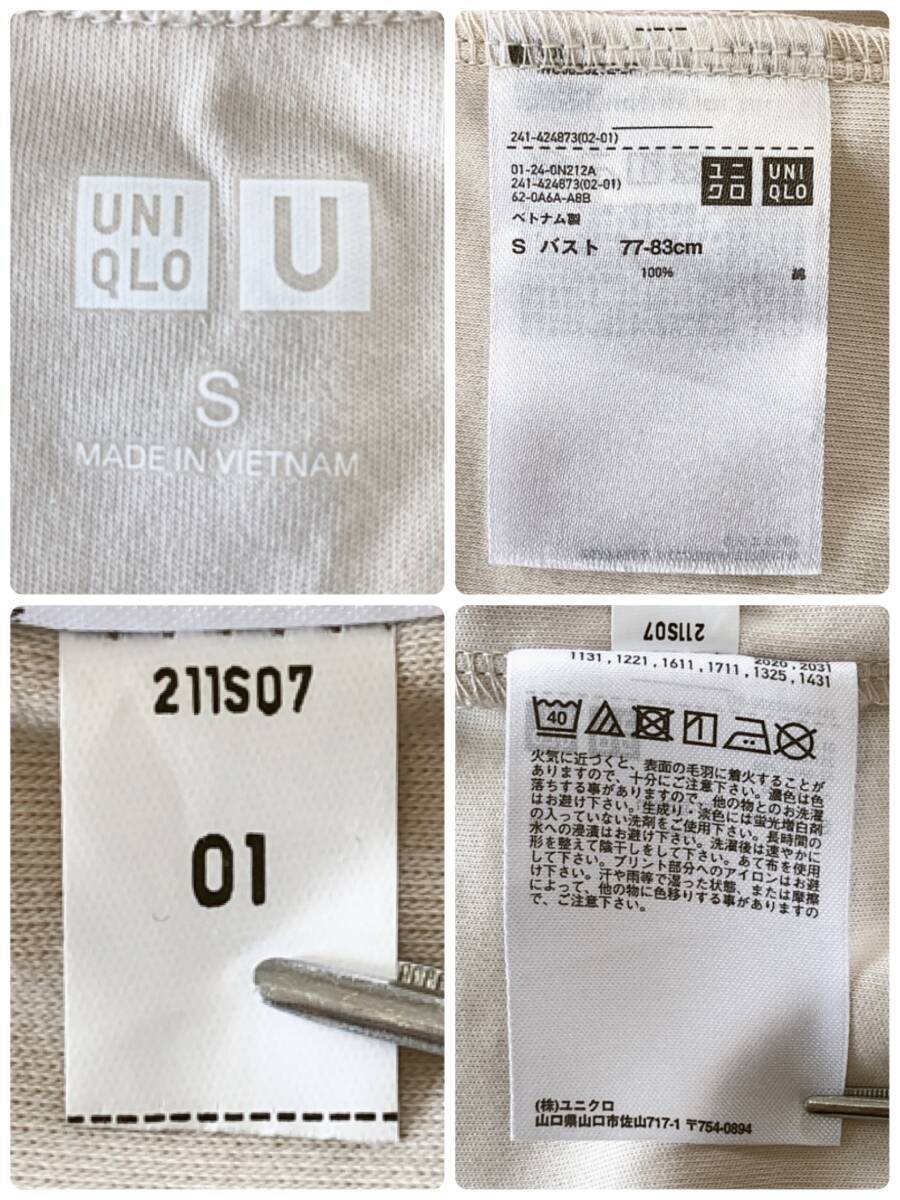 UNI
QLO
U
S
MADE IN VIETNAM
241-424873(02-01)
01-24-0N212A
241-424873(02-01)
62-0A6A-A8B
ユニ
クロ
UNI
QLO
ベトナム製
S バスト 77-83cm
100% 綿
211S07
01
211S07
2020,2031
1131,1221,1611,1711,1325,1431
40
火気に近づくと、表面の毛羽に着火することが
ありますので、十分にご注意下さい。濃色は色
落ちする事がありますので、他の物とのお洗濯
はお避け下さい。生成り・淡色には蛍光増白剤
の入っていない洗剤をご使用下さい。長時間の
水への浸漬はお避け下さい。洗濯後は速やかに
形を整えて陰干しをして下さい。あて布を使用
して下さい。プリント部分へのアイロンはお避
け下さい。汗や雨等で湿った状態、または摩擦
によって、他の物に色移りする事がありますの
で、ご注意下さい。
(株)ユニクロ
山口県山口市佐山717-1 〒754-0894